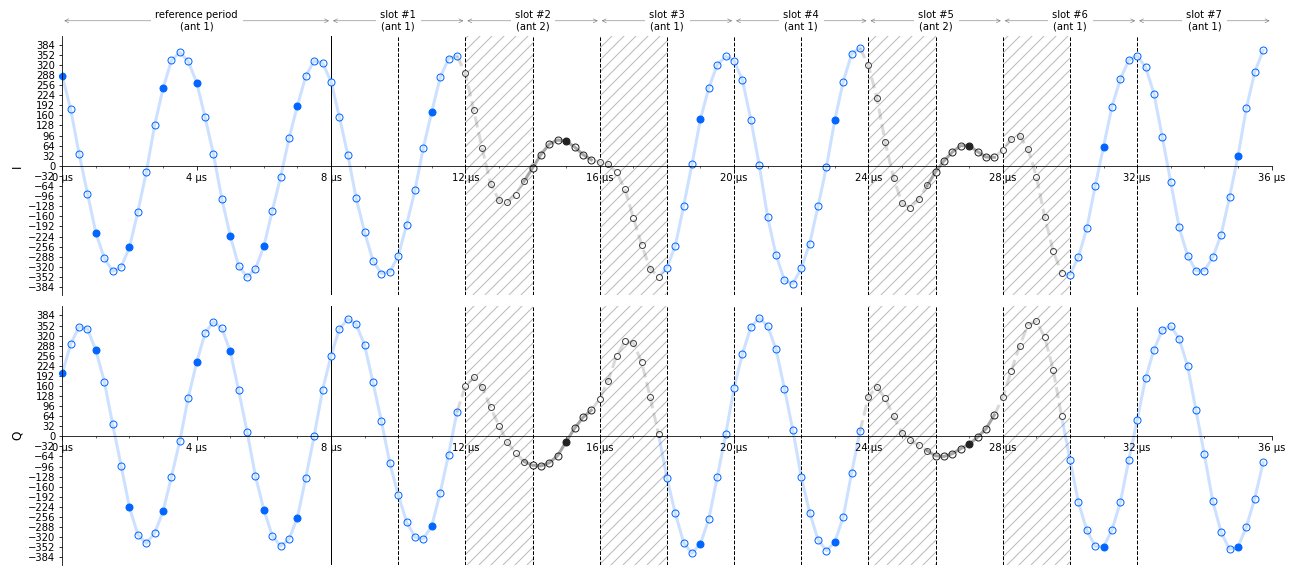 reference period
(ant 1)
slot #1
(ant 1)
slot #2
(ant 2)
slot #3
(ant 1)
slot #4
(ant 1)
slot #5
(ant 2)
slot #6
(ant 1)
slot #7
(ant 1)
384
352
320
288
256
224
192
160
128
96
64
32
0
−32
−64
−96
−128
−160
−192
−224
−256
−288
−320
−352
−384
I
0 µs 4 µs 8 µs 12 µs 16 µs 20 µs 24 µs 28 µs 32 µs 36 µs
384
352
320
288
256
224
192
160
128
96
64
32
0
−32
−64
−96
−128
−160
−192
−224
−256
−288
−320
−352
−384
Q
0 µs 4 µs 8 µs 12 µs 16 µs 20 µs 24 µs 28 µs 32 µs 36 µs